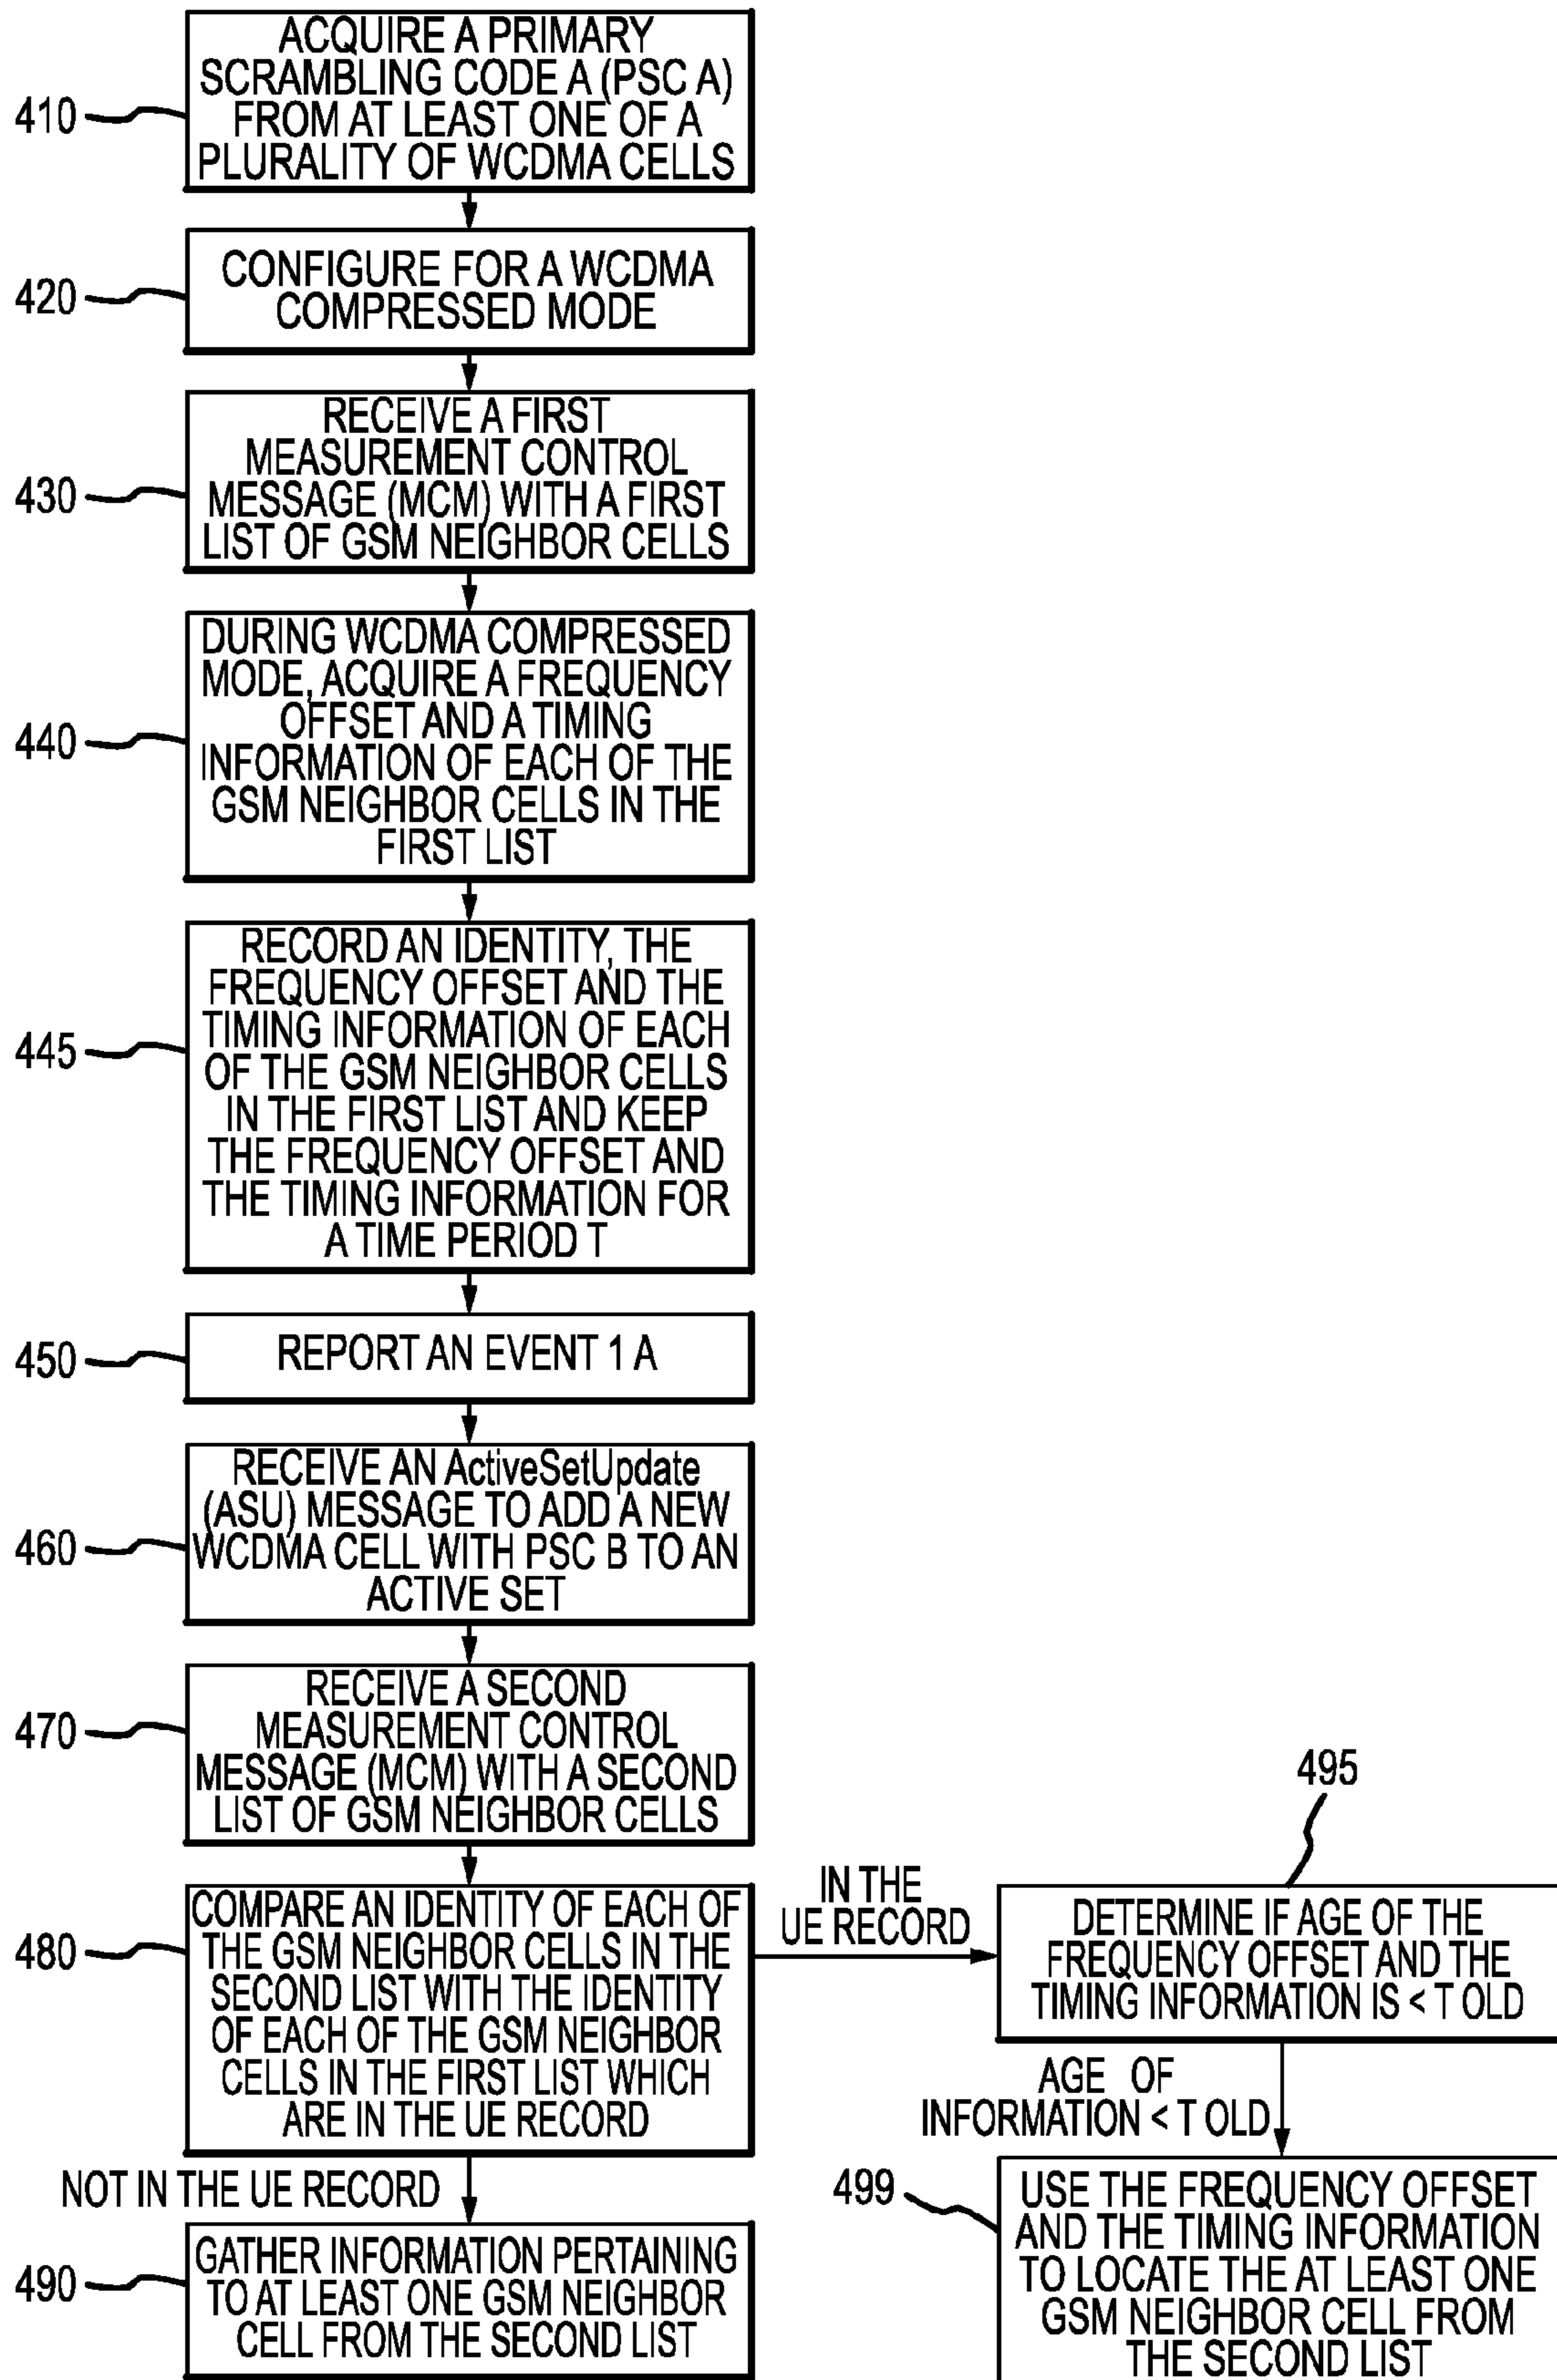 410
ACQUIRE A PRIMARY
SCRAMBLING CODE A (PSC A)
FROM AT LEAST ONE OF A
PLURALITY OF WCDMA CELLS
420
CONFIGURE FOR A WCDMA
COMPRESSED MODE
430
RECEIVE A FIRST
MEASUREMENT CONTROL
MESSAGE (MCM) WITH A FIRST
LIST OF GSM NEIGHBOR CELLS
440
DURING WCDMA COMPRESSED
MODE, ACQUIRE A FREQUENCY
OFFSET AND A TIMING
INFORMATION OF EACH OF THE
GSM NEIGHBOR CELLS IN THE
FIRST LIST
445
RECORD AN IDENTITY, THE
FREQUENCY OFFSET AND THE
TIMING INFORMATION OF EACH
OF THE GSM NEIGHBOR CELLS
IN THE FIRST LIST AND KEEP
THE FREQUENCY OFFSET AND
THE TIMING INFORMATION FOR
A TIME PERIOD T
450
REPORT AN EVENT 1 A
460
RECEIVE AN ActiveSetUpdate
(ASU) MESSAGE TO ADD A NEW
WCDMA CELL WITH PSC B TO AN
ACTIVE SET
470
RECEIVE A SECOND
MEASUREMENT CONTROL
MESSAGE (MCM) WITH A SECOND
LIST OF GSM NEIGHBOR CELLS
480
COMPARE AN IDENTITY OF EACH OF
THE GSM NEIGHBOR CELLS IN THE
SECOND LIST WITH THE IDENTITY
OF EACH OF THE GSM NEIGHBOR
CELLS IN THE FIRST LIST WHICH
ARE IN THE UE RECORD
NOT IN THE UE RECORD
490
GATHER INFORMATION PERTAINING
TO AT LEAST ONE GSM NEIGHBOR
CELL FROM THE SECOND LIST
IN THE
UE RECORD
495
DETERMINE IF AGE OF THE
FREQUENCY OFFSET AND THE
TIMING INFORMATION IS < T OLD
AGE OF
INFORMATION < T OLD
499
USE THE FREQUENCY OFFSET
AND THE TIMING INFORMATION
TO LOCATE THE AT LEAST ONE
GSM NEIGHBOR CELL FROM
THE SECOND LIST